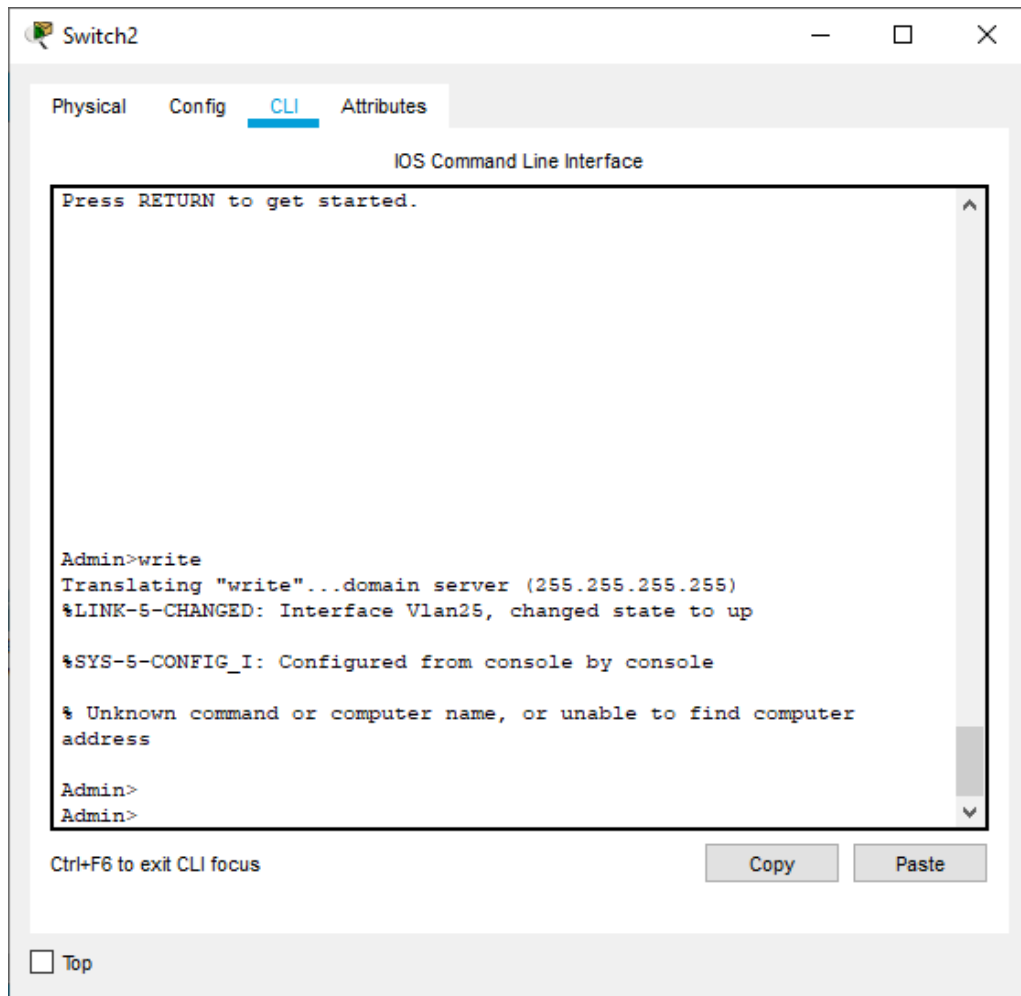 Switch2
Physical Config CLI Attributes
IOS Command Line Interface
Press RETURN to get started.
Admin>write
Translating "write"...domain server (255.255.255.255)
%LINK-5-CHANGED: Interface Vlan25, changed state to up
%SYS-5-CONFIG_I: Configured from console by console
% Unknown command or computer name, or unable to find computer
address
Admin>
Admin>
Ctrl+F6 to exit CLI focus
Copy Paste
Top